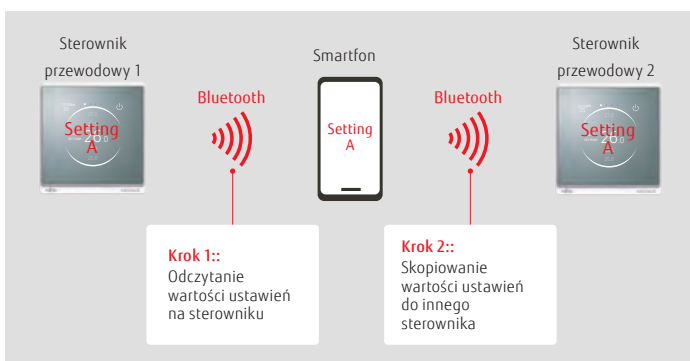 Sterownik
przewodowy 1
Smartfon
Sterownik
przewodowy 2
Bluetooth
Bluetooth
Setting
A
Setting
A
Setting
A
Krok 1::
Odczytanie
wartości ustawień
na sterowniku
Krok 2::
Skopiowanie
wartości ustawień
do innego
sterownika